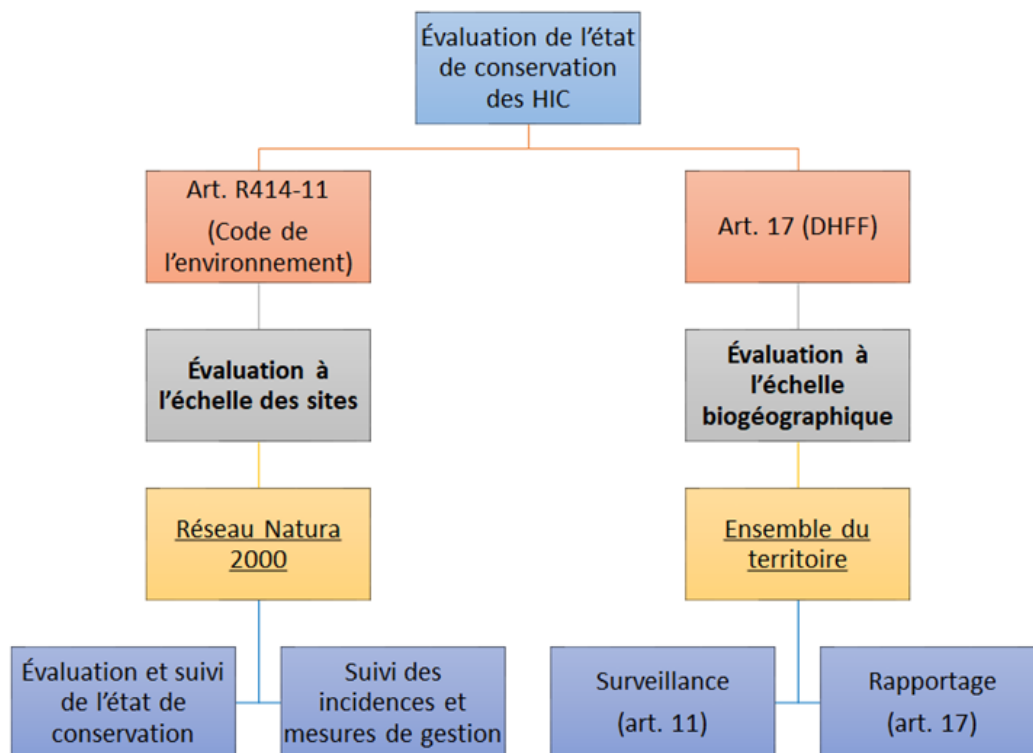 Évaluation de l’état
de conservation
des HIC
Art. R414-11
(Code de
l’environnement)
Art. 17 (DHFF)
Évaluation à
l’échelle des sites
Évaluation à
l’échelle
biogéographique
Réseau Natura
2000
Ensemble du
territoire
Évaluation et suivi
de l’état de
conservation
Suivi des
incidences et
mesures de gestion
Surveillance
(art. 11)
Rapportage
(art. 17)